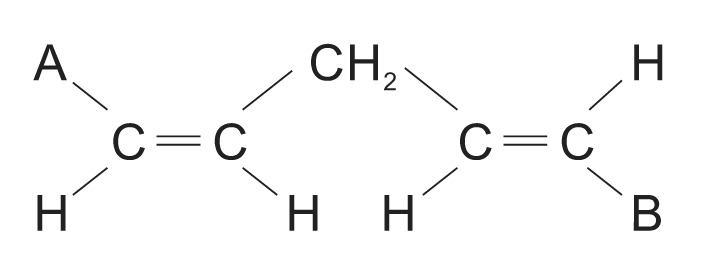 A CH₂ H
C=C C=C
H H H B